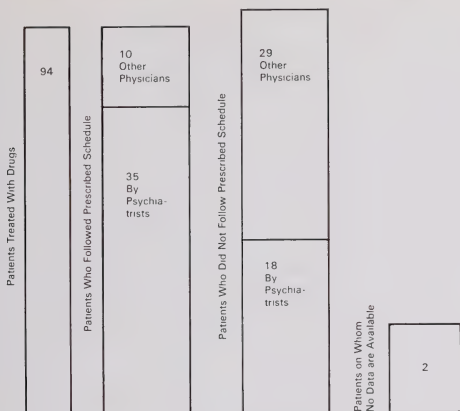 Patients Treated With Drugs
94
Patients Who Followed Prescribed Schedule
10
Other
Physicians
35
By
Psychia-
trists
Patients Who Did Not Follow Prescribed Schedule
29
Other
Physicians
18
By
Psychia-
trists
Patients on Whom
No Data are Available
2